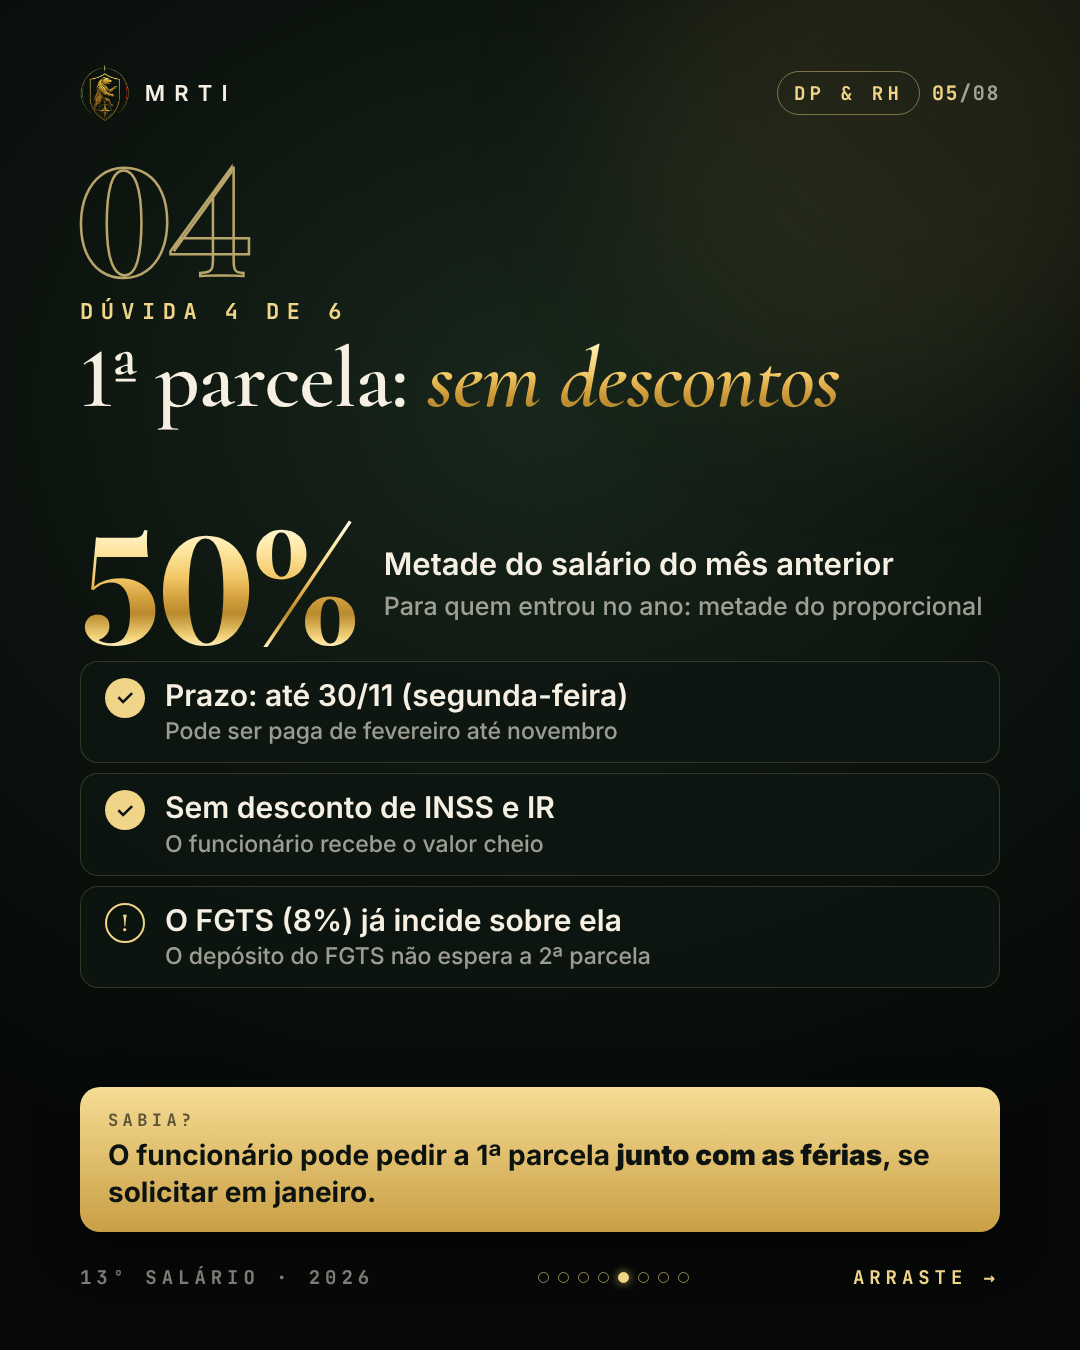 MRTI
DP & RH 05/08
04
DÚVIDA 4 DE 6
1ª parcela: sem descontos
50%
Metade do salário do mês anterior
Para quem entrou no ano: metade do proporcional
Prazo: até 30/11 (segunda-feira)
Pode ser paga de fevereiro até novembro
Sem desconto de INSS e IR
O funcionário recebe o valor cheio
! O FGTS (8%) já incide sobre ela
O depósito do FGTS não espera a 2ª parcela
SABIA?
O funcionário pode pedir a 1ª parcela junto com as férias, se
solicitar em janeiro.
13° SALÁRIO · 2026
ARRASTE →